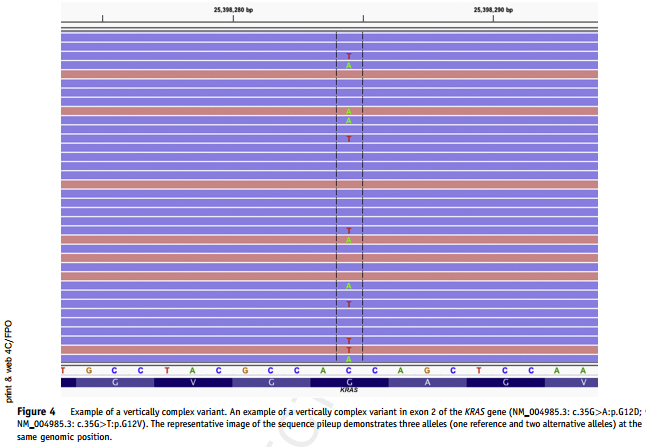 25,398,280 bp 25,398,290 bp
T
A
A
A
T
T
A
A
T
T
T
A
T G C C T A C G C C A C C A G C T C C A A
G V G G A G V
KRAS
print & web 4C/FPO
Figure 4 Example of a vertically complex variant. An example of a vertically complex variant in exon 2 of the KRAS gene (NM_004985.3: c.35G>A:p.G12D;
NM_004985.3: c.35G>T:p.G12V). The representative image of the sequence pileup demonstrates three alleles (one reference and two alternative alleles) at the
same genomic position.